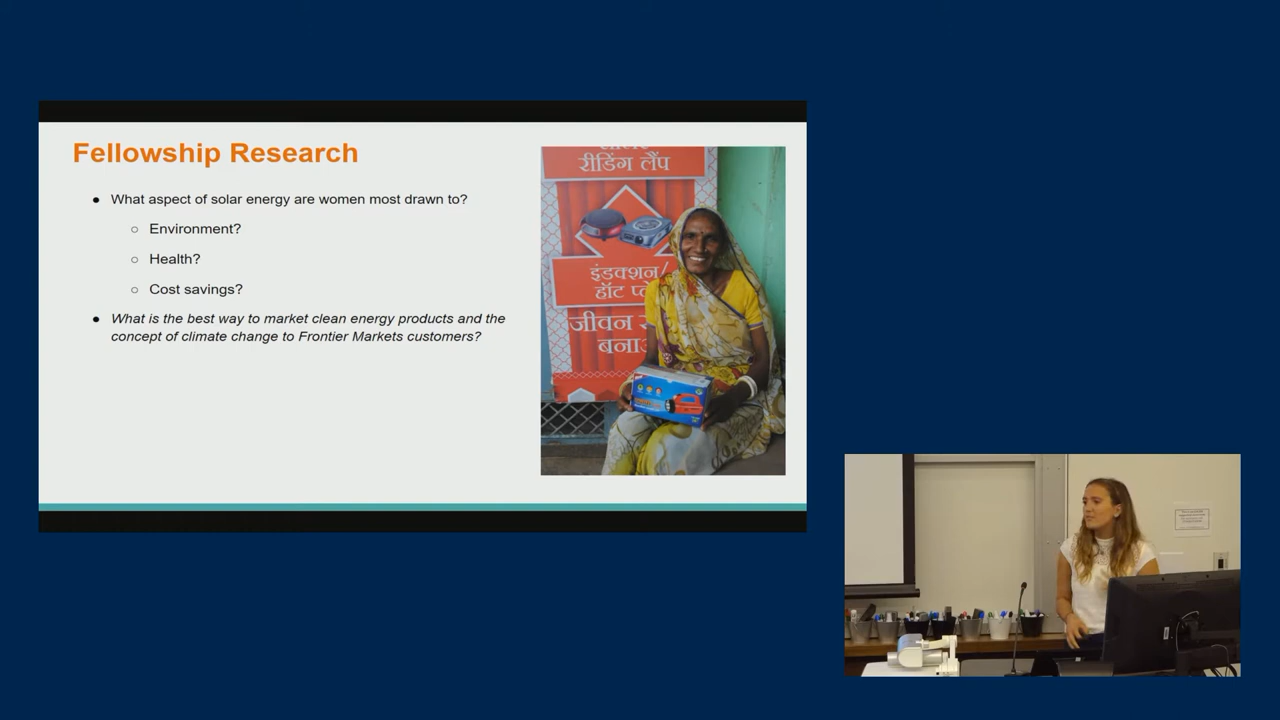 Fellowship Research
● What aspect of solar energy are women most drawn to?
○ Environment?
○ Health?
○ Cost savings?
● What is the best way to market clean energy products and the
concept of climate change to Frontier Markets customers?
रीडिंग लैंप
इंडक्शन/
हॉट
जीवन